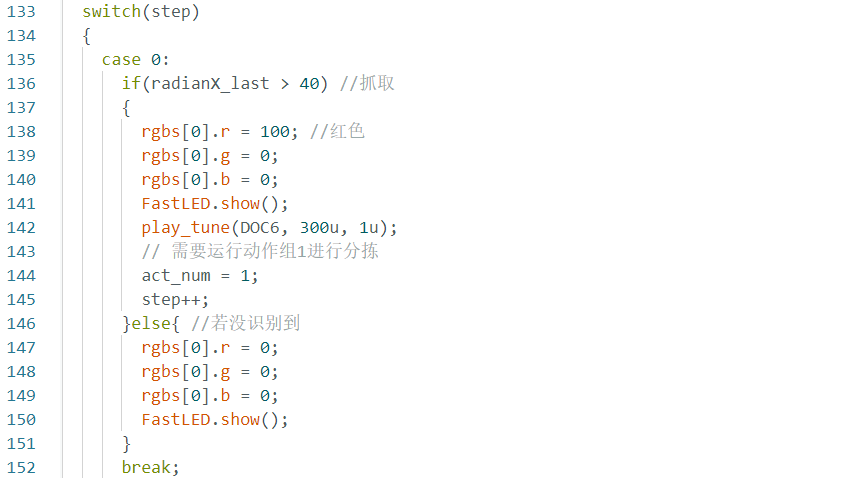 133 switch(step)
134 {
135 case 0:
136 if(radianX_last > 40) //抓取
137 {
138 rgbs[0].r = 100; //红色
139 rgbs[0].g = 0;
140 rgbs[0].b = 0;
141 FastLED.show();
142 play_tune(DOC6, 300u, 1u);
143 // 需要运行动作组1进行分拣
144 act_num = 1;
145 step++;
146 }else{ //若没识别到
147 rgbs[0].r = 0;
148 rgbs[0].g = 0;
149 rgbs[0].b = 0;
150 FastLED.show();
151 }
152 break;